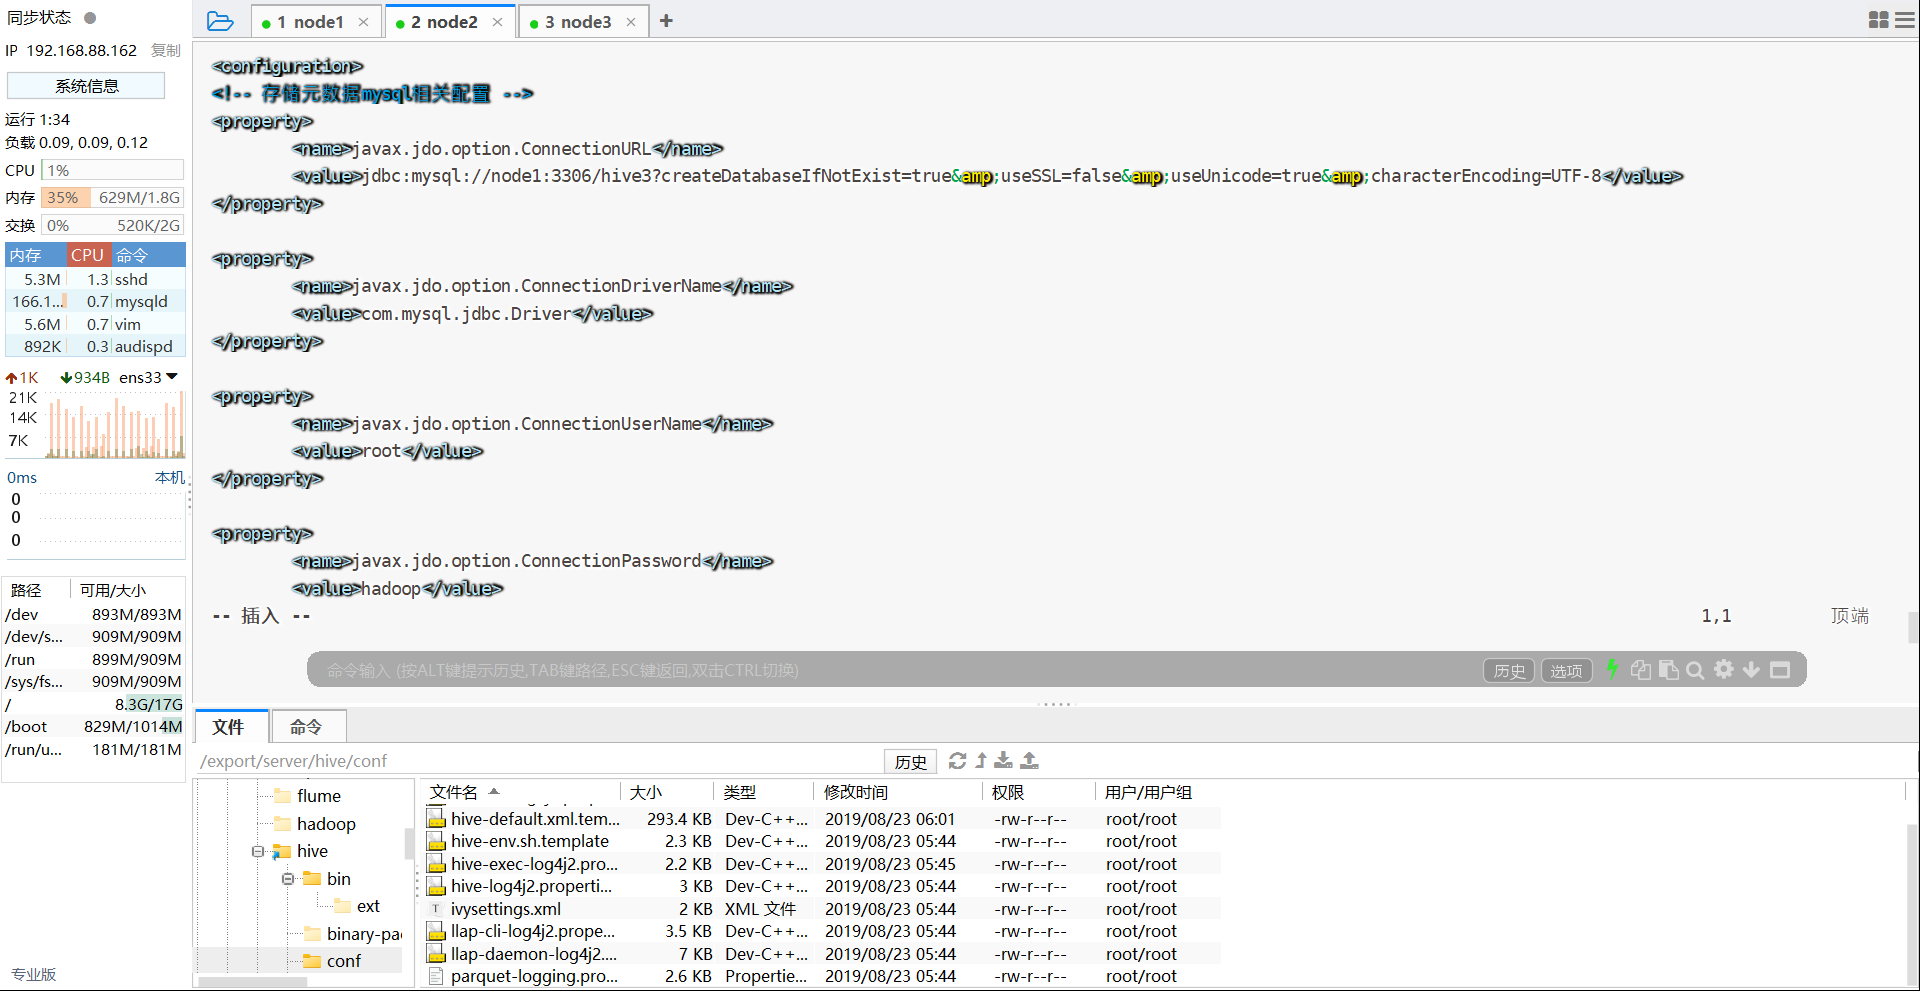 同步状态
IP 192.168.88.162 复制
系统信息
运行 1:34
负载 0.09, 0.09, 0.12
CPU 1%
内存 35% 629M/1.8G
交换 0% 520K/2G
内存 CPU 命令
5.3M 1.3 sshd
166.1... 0.7 mysqld
5.6M 0.7 vim
892K 0.3 audispd
1K 934B ens33
21K
14K
7K
0ms 本机
0
0
0
路径 可用/大小
/dev 893M/893M
/dev/s... 909M/909M
/run 899M/909M
/sys/fs... 909M/909M
/ 8.3G/17G
/boot 829M/1014M
/run/u... 181M/181M
专业版
1 node1
2 node2
3 node3
<configuration>
<!-- 存储元数据mysql相关配置 -->
<property>
<name>javax.jdo.option.ConnectionURL</name>
<value>jdbc:mysql://node1:3306/hive3?createDatabaseIfNotExist=true&amp;useSSL=false&amp;useUnicode=true&amp;characterEncoding=UTF-8</value>
</property>
<property>
<name>javax.jdo.option.ConnectionDriverName</name>
<value>com.mysql.jdbc.Driver</value>
</property>
<property>
<name>javax.jdo.option.ConnectionUserName</name>
<value>root</value>
</property>
<property>
<name>javax.jdo.option.ConnectionPassword</name>
<value>hadoop</value>
-- 插入 -- 1,1 顶端
命令输入 (按ALT键提示历史,TAB键路径,ESC键返回,双击CTRL切换) 历史 选项
文件 命令
/export/server/hive/conf 历史
flume
hadoop
hive
bin
ext
binary-pac
conf
文件名 大小 类型 修改时间 权限 用户/用户组
hive-default.xml.tem... 293.4 KB Dev-C++... 2019/08/23 06:01 -rw-r--r-- root/root
hive-env.sh.template 2.3 KB Dev-C++... 2019/08/23 05:44 -rw-r--r-- root/root
hive-exec-log4j2.pro... 2.2 KB Dev-C++... 2019/08/23 05:45 -rw-r--r-- root/root
hive-log4j2.properti... 3 KB Dev-C++... 2019/08/23 05:44 -rw-r--r-- root/root
ivysettings.xml 2 KB XML 文件 2019/08/23 05:44 -rw-r--r-- root/root
llap-cli-log4j2.prope... 3.5 KB Dev-C++... 2019/08/23 05:44 -rw-r--r-- root/root
llap-daemon-log4j2.... 7 KB Dev-C++... 2019/08/23 05:44 -rw-r--r-- root/root
parquet-logging.pro... 2.6 KB Propertie... 2019/08/23 05:44 -rw-r--r-- root/root